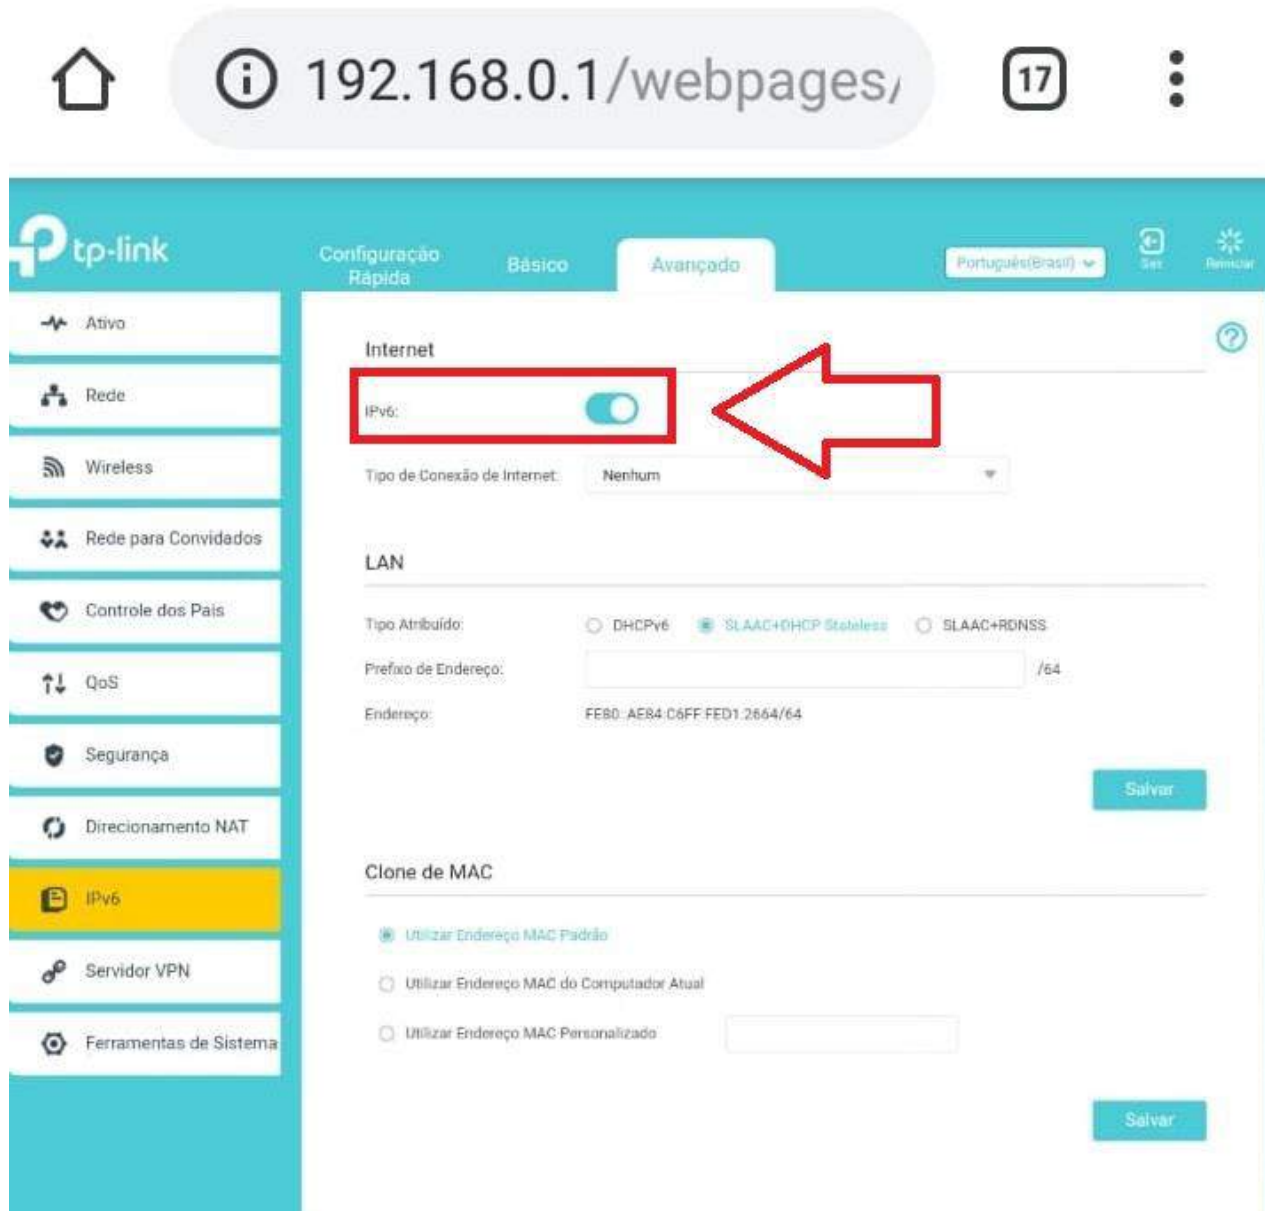 192.168.0.1/webpages/
17
tp-link
Configuração
Rápida
Básico
Avançado
Português(Brasil)
Sair
Reiniciar
Ativo
Rede
Wireless
Rede para Convidados
Controle dos Pais
QoS
Segurança
Direcionamento NAT
IPv6
Servidor VPN
Ferramentas de Sistema
Internet
IPv6:
Tipo de Conexão de Internet: Nenhum
LAN
Tipo Atribuído: DHCPv6 SLAAC+DHCP Stateless SLAAC+RDNSS
Prefixo de Endereço: /64
Endereço: FE80::AE84:C6FF:FED1:2664/64
Salvar
Clone de MAC
Utilizar Endereço MAC Padrão
Utilizar Endereço MAC do Computador Atual
Utilizar Endereço MAC Personalizado
Salvar